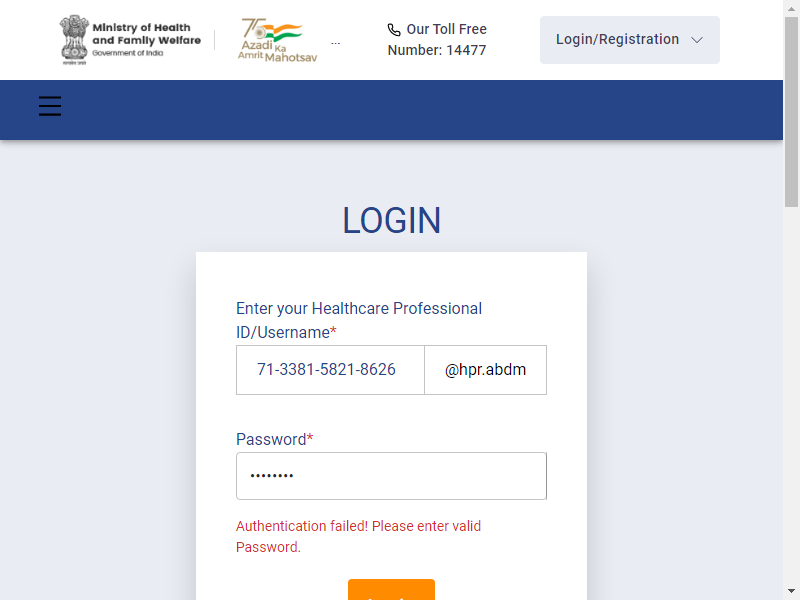 Ministry of Health
and Family Welfare
Government of India
75
Azadi Ka
Amrit Mahotsav
...
Our Toll Free
Number: 14477
Login/Registration
LOGIN
Enter your Healthcare Professional
ID/Username*
71-3381-5821-8626
@hpr.abdm
Password*
••••••••
Authentication failed! Please enter valid
Password.